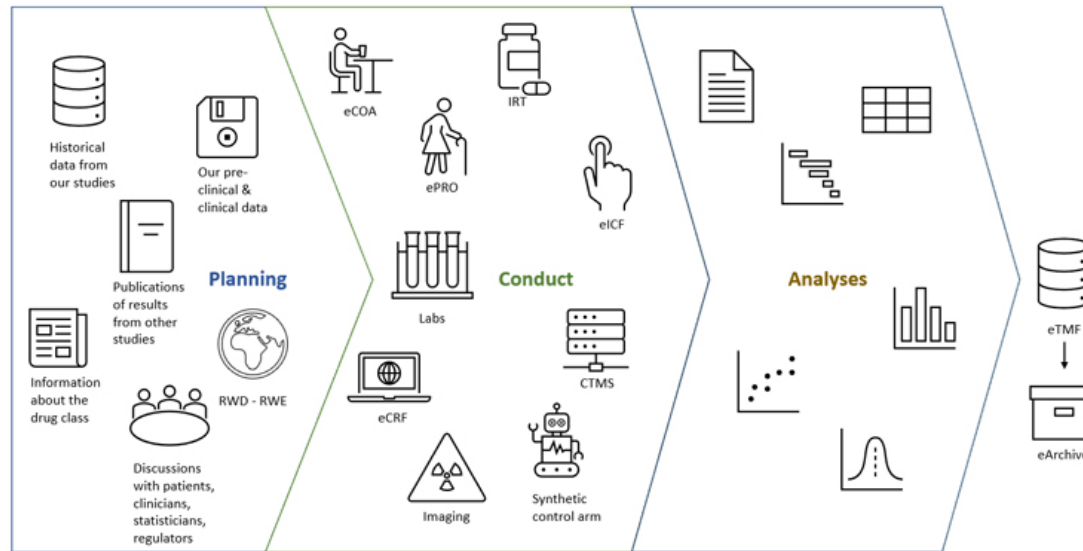 Historical
data from
our studies
Our pre-
clinical &
clinical data
Publications
of results
from other
studies
Planning
Information
about the
drug class
RWD - RWE
Discussions
with patients,
clinicians,
statisticians,
regulators
eCOA
IRT
ePRO
eICF
Labs
Conduct
CTMS
eCRF
Imaging
Synthetic
control arm
Analyses
eTMF
eArchive